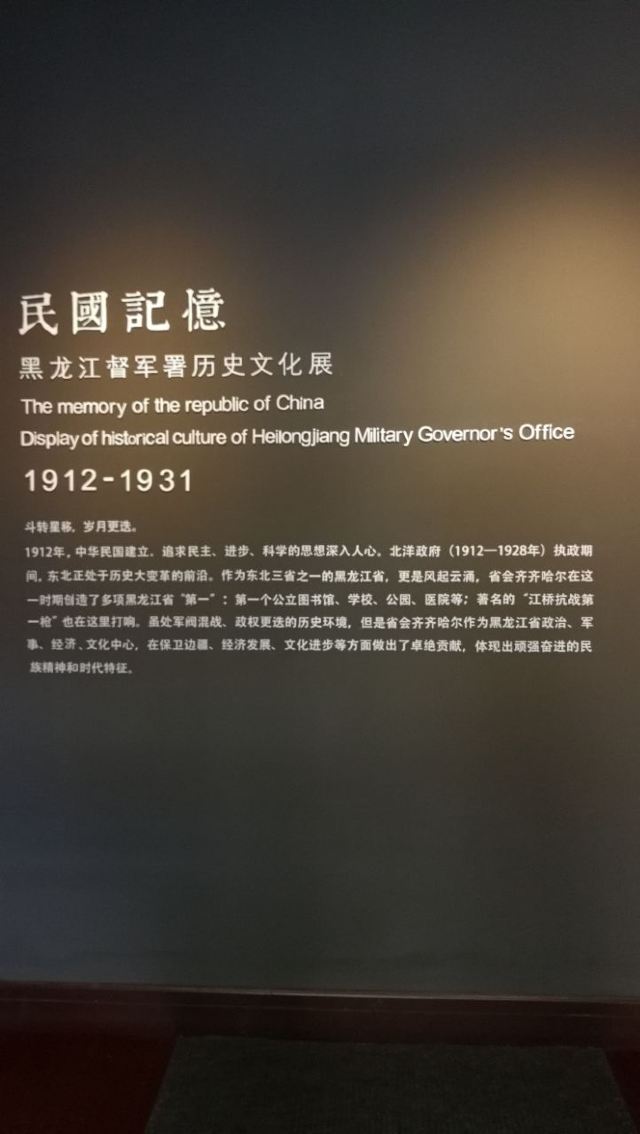 民國記憶
黑龙江督军署历史文化展
The memory of the republic of China
Display of historical culture of Heilongjiang Military Governor's Office
1912-1931
斗转星移，岁月更迭。
1912年，中华民国建立。追求民主、进步、科学的思想深入人心。北洋政府（1912—1928年）执政期
间，东北正处于历史大变革的前沿。作为东北三省之一的黑龙江省，更是风起云涌，省会齐齐哈尔在这
一时期创造了多项黑龙江省“第一”：第一个公立图书馆、学校、公园、医院等；著名的“江桥抗战第
一枪”也在这里打响。虽处军阀混战、政权更迭的历史环境，但是省会齐齐哈尔作为黑龙江省政治、军
事、经济、文化中心，在保卫边疆、经济发展、文化进步等方面做出了卓绝贡献，体现出顽强奋进的民
族精神和时代特征。